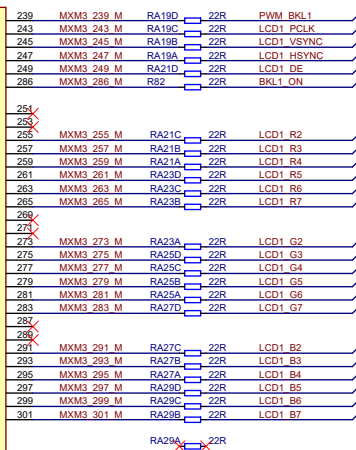 239 MXM3_239_M RA19D 22R PWM_BKL1
243 MXM3_243_M RA19C 22R LCD1_PCLK
245 MXM3_245_M RA19B 22R LCD1_VSYNC
247 MXM3_247_M RA19A 22R LCD1_HSYNC
249 MXM3_249_M RA21D 22R LCD1_DE
286 MXM3_286_M R82 22R BKL1_ON
251
253
255 MXM3_255_M RA21C 22R LCD1_R2
257 MXM3_257_M RA21B 22R LCD1_R3
259 MXM3_259_M RA21A 22R LCD1_R4
261 MXM3_261_M RA23D 22R LCD1_R5
263 MXM3_263_M RA23C 22R LCD1_R6
265 MXM3_265_M RA23B 22R LCD1_R7
269
271
273 MXM3_273_M RA23A 22R LCD1_G2
275 MXM3_275_M RA25D 22R LCD1_G3
277 MXM3_277_M RA25C 22R LCD1_G4
279 MXM3_279_M RA25B 22R LCD1_G5
281 MXM3_281_M RA25A 22R LCD1_G6
283 MXM3_283_M RA27D 22R LCD1_G7
287
289
291 MXM3_291_M RA27C 22R LCD1_B2
293 MXM3_293_M RA27B 22R LCD1_B3
295 MXM3_295_M RA27A 22R LCD1_B4
297 MXM3_297_M RA29D 22R LCD1_B5
299 MXM3_299_M RA29C 22R LCD1_B6
301 MXM3_301_M RA29B 22R LCD1_B7
RA29A 22R